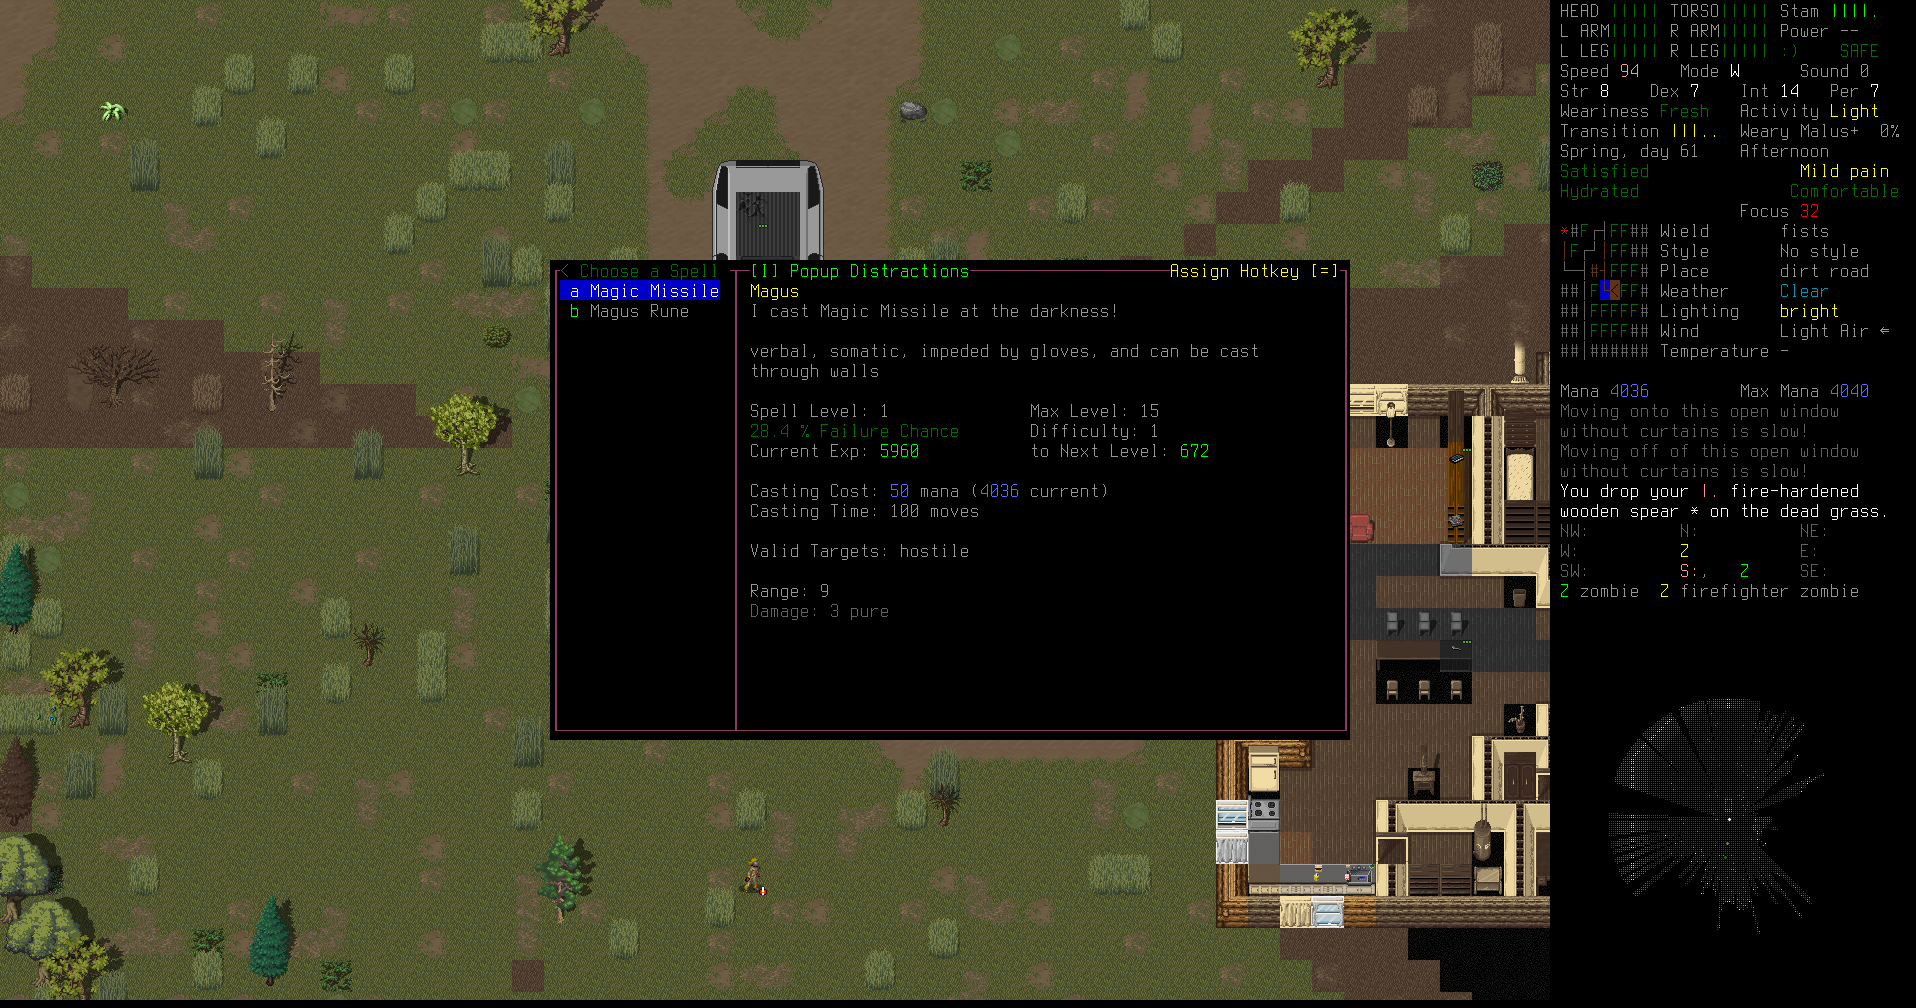 < Choose a Spell
[I] Popup Distractions
Assign Hotkey [=]
a Magic Missile
b Magus Rune
Magus
I cast Magic Missile at the darkness!
verbal, somatic, impeded by gloves, and can be cast
through walls
Spell Level: 1 Max Level: 15
28.4 % Failure Chance Difficulty: 1
Current Exp: 5960 to Next Level: 672
Casting Cost: 50 mana (4036 current)
Casting Time: 100 moves
Valid Targets: hostile
Range: 9
Damage: 3 pure
HEAD ||||| TORSO||||| Stam ||||.
L ARM||||| R ARM||||| Power --
L LEG||||| R LEG||||| :) SAFE
Speed 94 Mode W Sound 0
Str 8 Dex 7 Int 14 Per 7
Weariness Fresh Activity Light
Transition |||.. Weary Malus+ 0%
Spring, day 61 Afternoon
Satisfied Mild pain
Hydrated Comfortable
Focus 32
Wield fists
Style No style
Place dirt road
Weather Clear
Lighting bright
Wind Light Air ⇐
Temperature -
Mana 4036 Max Mana 4040
Moving onto this open window
without curtains is slow!
Moving off of this open window
without curtains is slow!
You drop your |. fire-hardened
wooden spear * on the dead grass.
NW: N: NE:
W: Z E:
SW: S:, Z SE:
Z zombie Z firefighter zombie